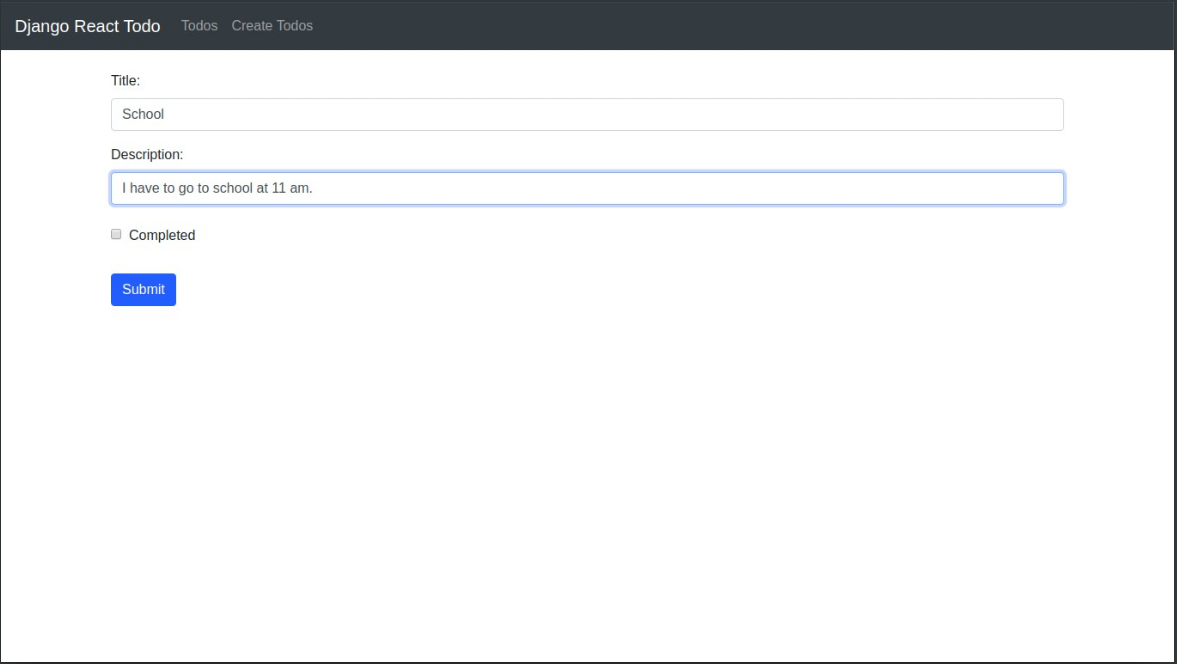 Django React Todo Todos Create Todos
Title:
School
Description:
I have to go to school at 11 am.
Completed
Submit